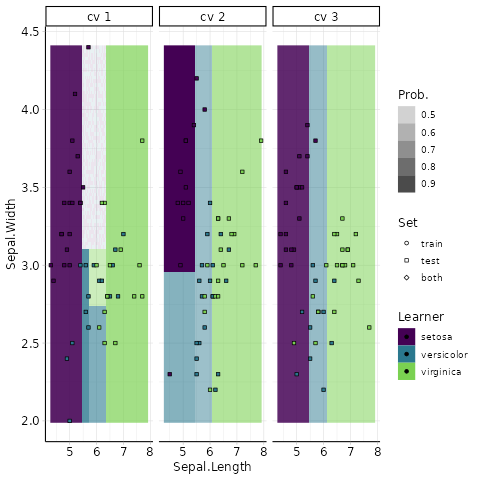 cv 1 cv 2 cv 3
4.5
4.0
3.5
3.0
2.5
2.0
Sepal.Width
5 6 7 8 5 6 7 8 5 6 7 8
Sepal.Length
Prob.
0.5
0.6
0.7
0.8
0.9
Set
train
test
both
Learner
setosa
versicolor
virginica